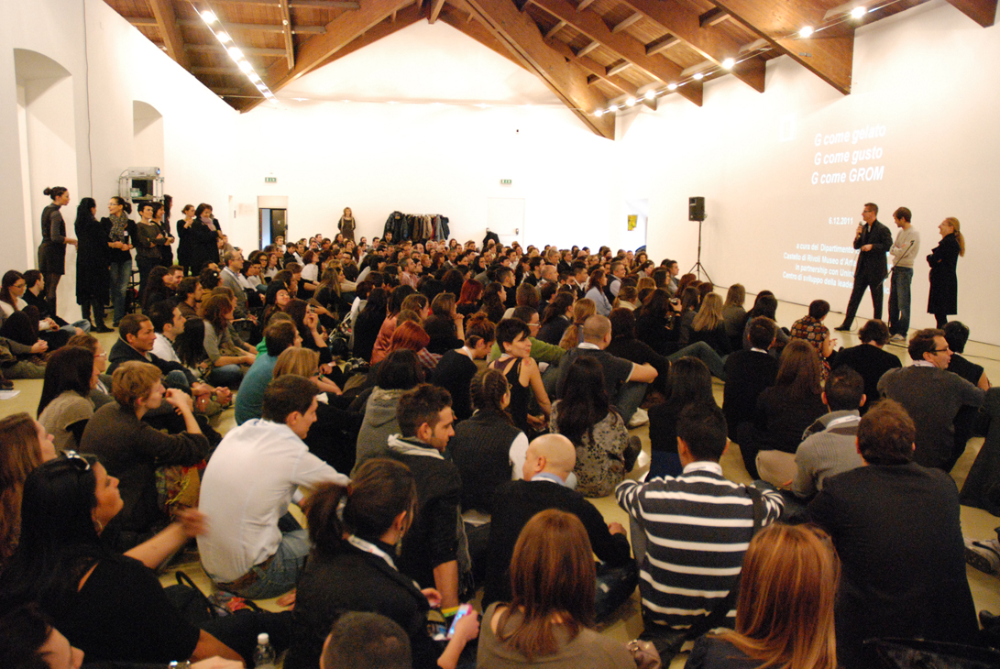 G come gelato
G come gusto
G come GROM
6.12.2011
a cura del Dipartimento
Castello di Rivoli Museo d'Arte
in partnership con
Centro di sviluppo della